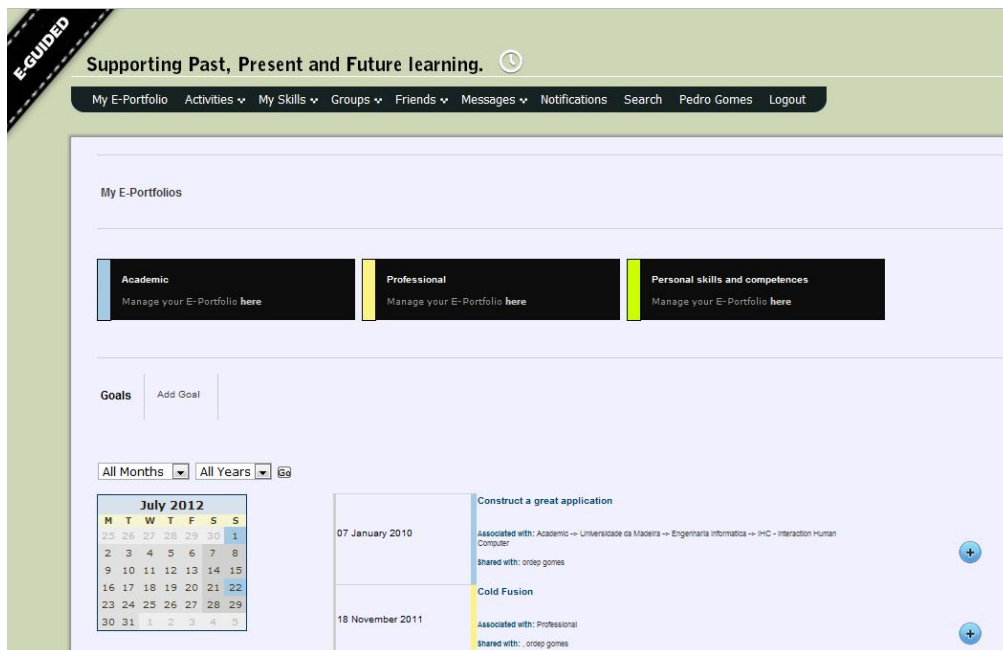 E-GUIDED
Supporting Past, Present and Future learning.
My E-Portfolio Activities My Skills Groups Friends Messages Notifications Search Pedro Gomes Logout
My E-Portfolios
Academic
Manage your E-Portfolio here
Professional
Manage your E-Portfolio here
Personal skills and competences
Manage your E-Portfolio here
Goals Add Goal
All Months All Years Go
July 2012
M T W T F S S
25 26 27 28 29 30 1
2 3 4 5 6 7 8
9 10 11 12 13 14 15
16 17 18 19 20 21 22
23 24 25 26 27 28 29
30 31 1 2 3 4 5
07 January 2010
Construct a great application
Associated with: Academic -> Universidade da Madeira -> Engenharia Informatica -> IHC - Interaction Human
Computer
Shared with: ordep gomes
18 November 2011
Cold Fusion
Associated with: Professional
Shared with: , ordep gomes